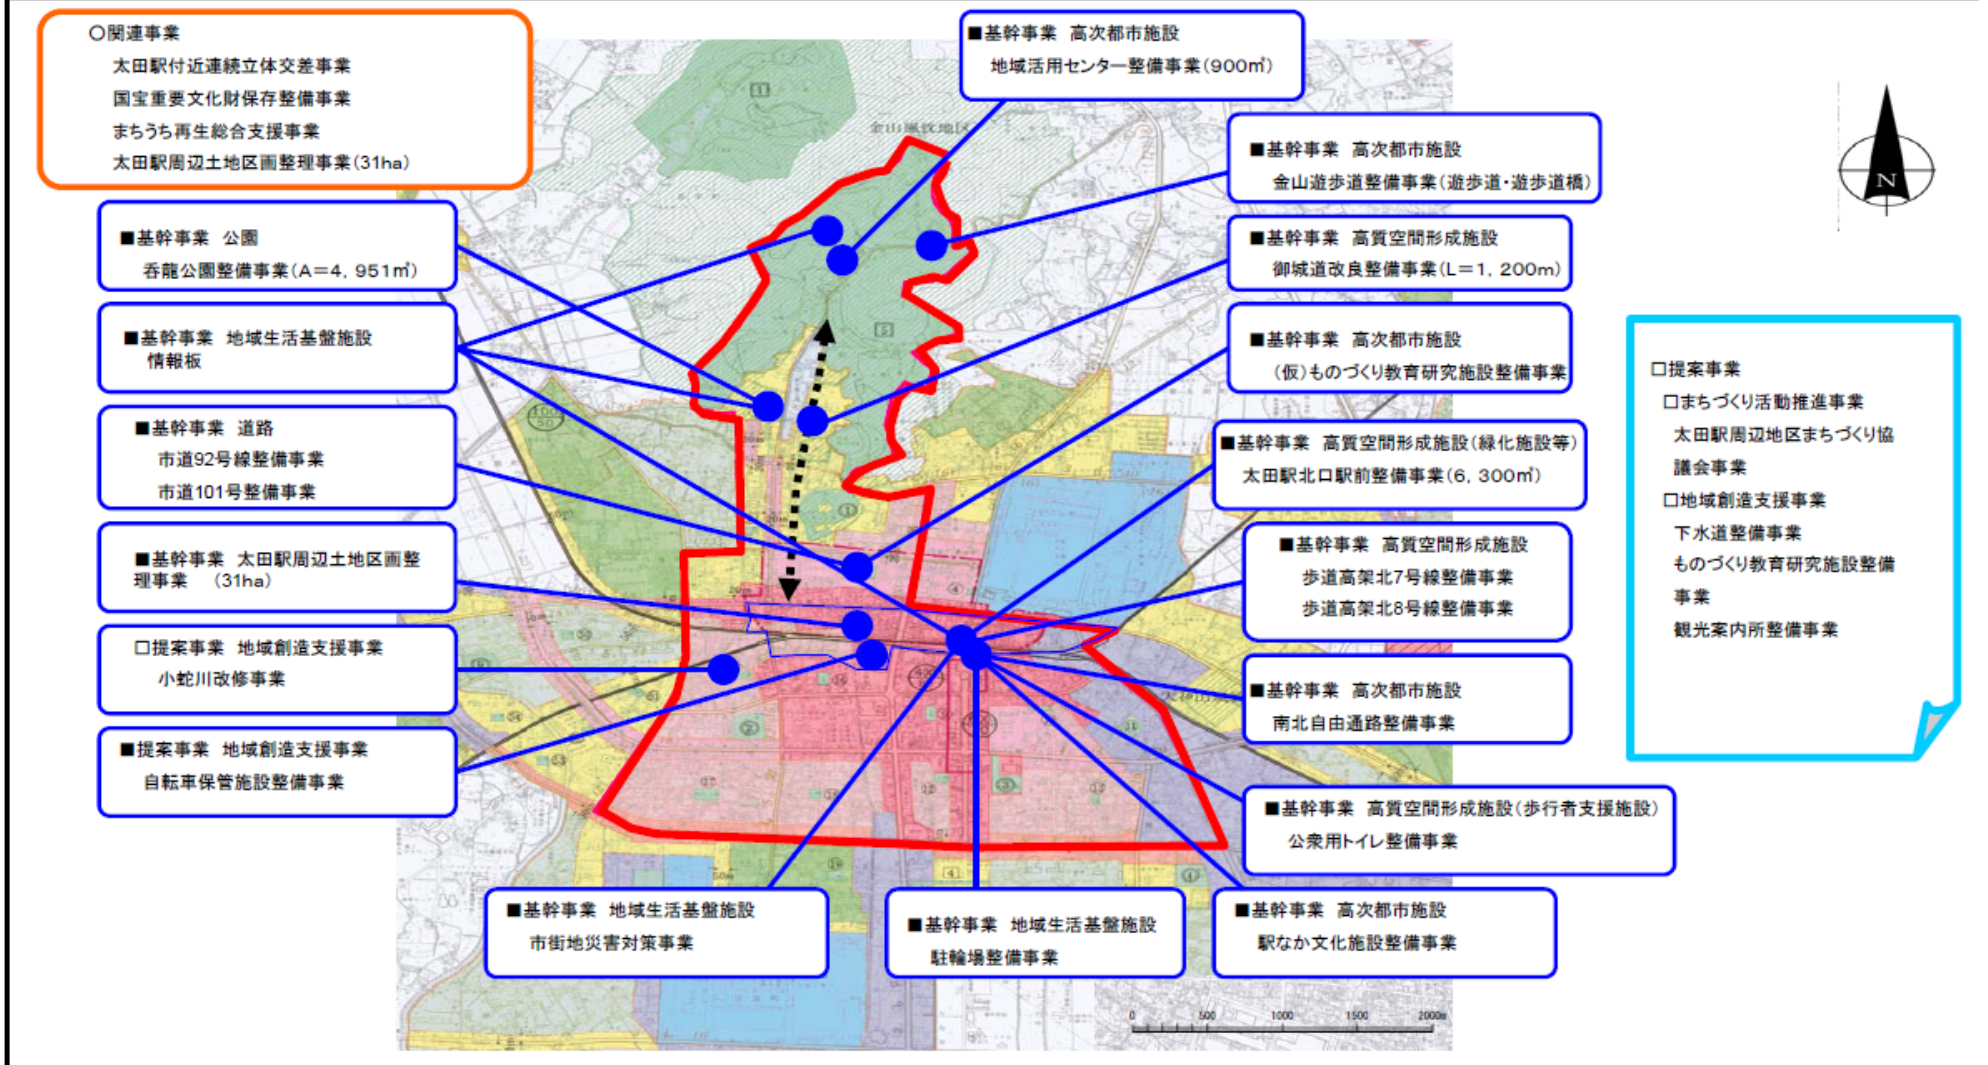 〇関連事業
太田駅付近連続立体交差事業
国宝重要文化財保存整備事業
まちうち再生総合支援事業
太田駅周辺土地区画整理事業(31ha)
■基幹事業 高次都市施設
地域活用センター整備事業(900㎡)
■基幹事業 公園
呑龍公園整備事業(A=4, 951㎡)
■基幹事業 地域生活基盤施設
情報板
■基幹事業 道路
市道92号線整備事業
市道101号整備事業
■基幹事業 太田駅周辺土地区画整
理事業 (31ha)
□提案事業 地域創造支援事業
小蛇川改修事業
■提案事業 地域創造支援事業
自転車保管施設整備事業
■基幹事業 高次都市施設
金山遊歩道整備事業(遊歩道・遊歩道橋)
■基幹事業 高質空間形成施設
御城道改良整備事業(L=1, 200m)
■基幹事業 高次都市施設
(仮)ものづくり教育研究施設整備事業
■基幹事業 高質空間形成施設(緑化施設等)
太田駅北口駅前整備事業(6, 300㎡)
■基幹事業 高質空間形成施設
歩道高架北7号線整備事業
歩道高架北8号線整備事業
■基幹事業 高次都市施設
南北自由通路整備事業
■基幹事業 高質空間形成施設(歩行者支援施設)
公衆用トイレ整備事業
■基幹事業 地域生活基盤施設
市街地災害対策事業
■基幹事業 地域生活基盤施設
駐輪場整備事業
■基幹事業 高次都市施設
駅なか文化施設整備事業
N
□提案事業
□まちづくり活動推進事業
太田駅周辺地区まちづくり協
議会事業
□地域創造支援事業
下水道整備事業
ものづくり教育研究施設整備
事業
観光案内所整備事業
金山風致地区
0 500 1000 1500 2000m